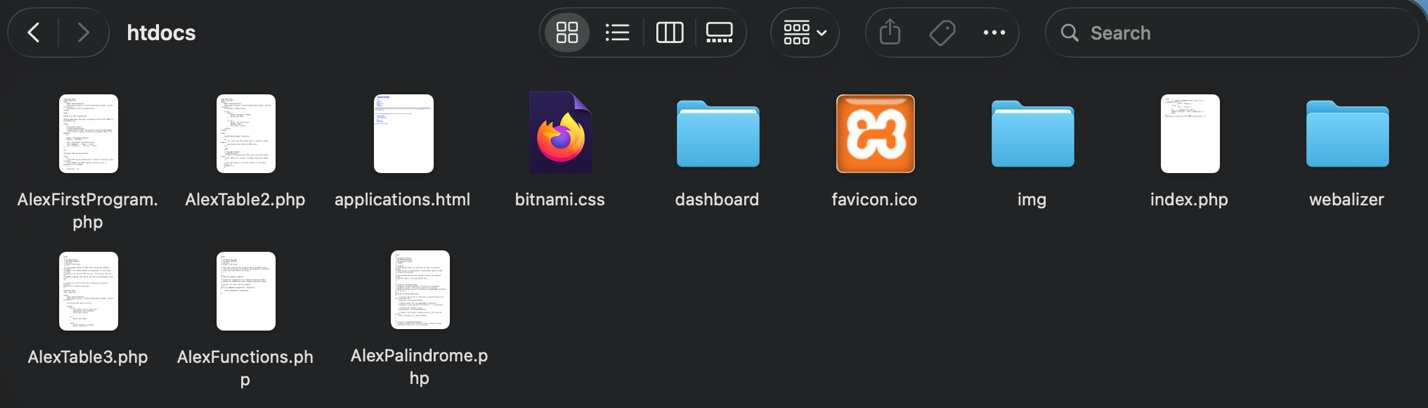 htdocs
Search
AlexFirstProgram.
php
AlexTable2.php
applications.html
bitnami.css
dashboard
favicon.ico
img
index.php
webalizer
AlexTable3.php
AlexFunctions.ph
p
AlexPalindrome.p
hp